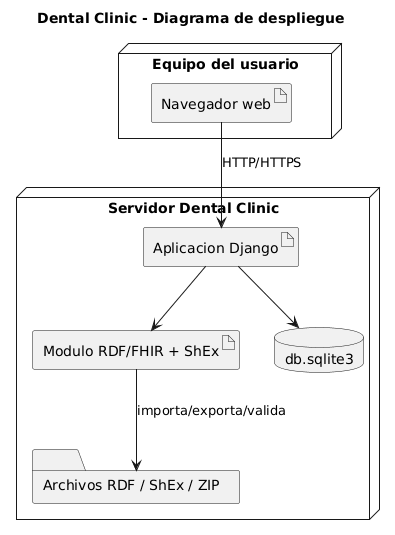 Dental Clinic - Diagrama de despliegue
Equipo del usuario
Navegador web
HTTP/HTTPS
Servidor Dental Clinic
Aplicacion Django
Modulo RDF/FHIR + ShEx
db.sqlite3
importa/exporta/valida
Archivos RDF / ShEx / ZIP